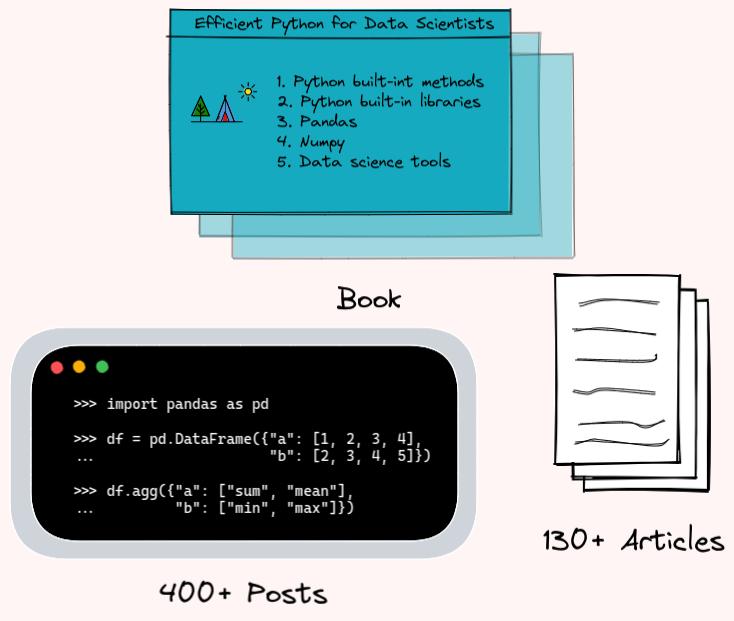 Efficient Python for Data Scientists
1. Python built-int methods
2. Python built-in libraries
3. Pandas
4. Numpy
5. Data science tools
Book
>>> import pandas as pd
>>> df = pd.DataFrame({"a": [1, 2, 3, 4],
... "b": [2, 3, 4, 5]})
>>> df.agg({"a": ["sum", "mean"],
... "b": ["min", "max"]})
130+ Articles
400+ Posts